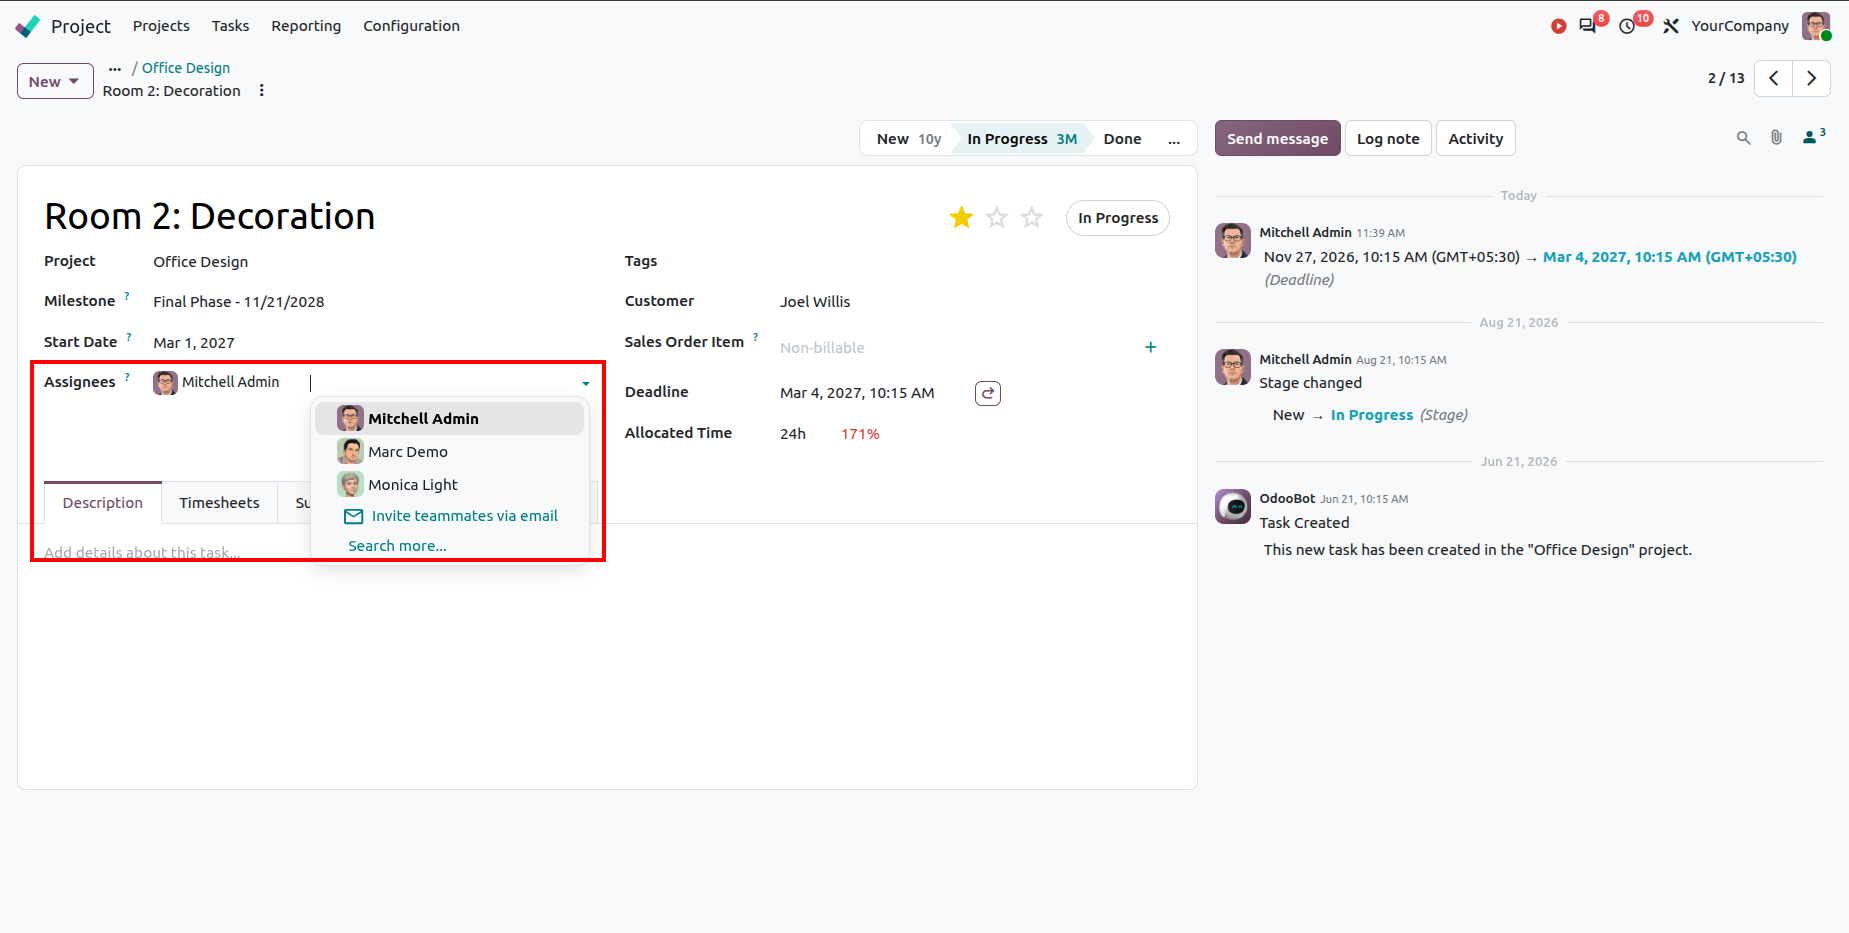 Project Projects Tasks Reporting Configuration 8 10 YourCompany
New ... / Office Design
Room 2: Decoration
2 / 13
New 10y In Progress 3M Done ...
Send message Log note Activity 3
Room 2: Decoration
In Progress
Project Office Design
Milestone ? Final Phase - 11/21/2028
Start Date ? Mar 1, 2027
Assignees ? Mitchell Admin
Mitchell Admin
Marc Demo
Monica Light
Invite teammates via email
Search more...
Tags
Customer Joel Willis
Sales Order Item ? Non-billable +
Deadline Mar 4, 2027, 10:15 AM
Allocated Time 24h 171%
Description Timesheets Su
Add details about this task...
Today
Mitchell Admin 11:39 AM
Nov 27, 2026, 10:15 AM (GMT+05:30) → Mar 4, 2027, 10:15 AM (GMT+05:30)
(Deadline)
Aug 21, 2026
Mitchell Admin Aug 21, 10:15 AM
Stage changed
New → In Progress (Stage)
Jun 21, 2026
OdooBot Jun 21, 10:15 AM
Task Created
This new task has been created in the "Office Design" project.